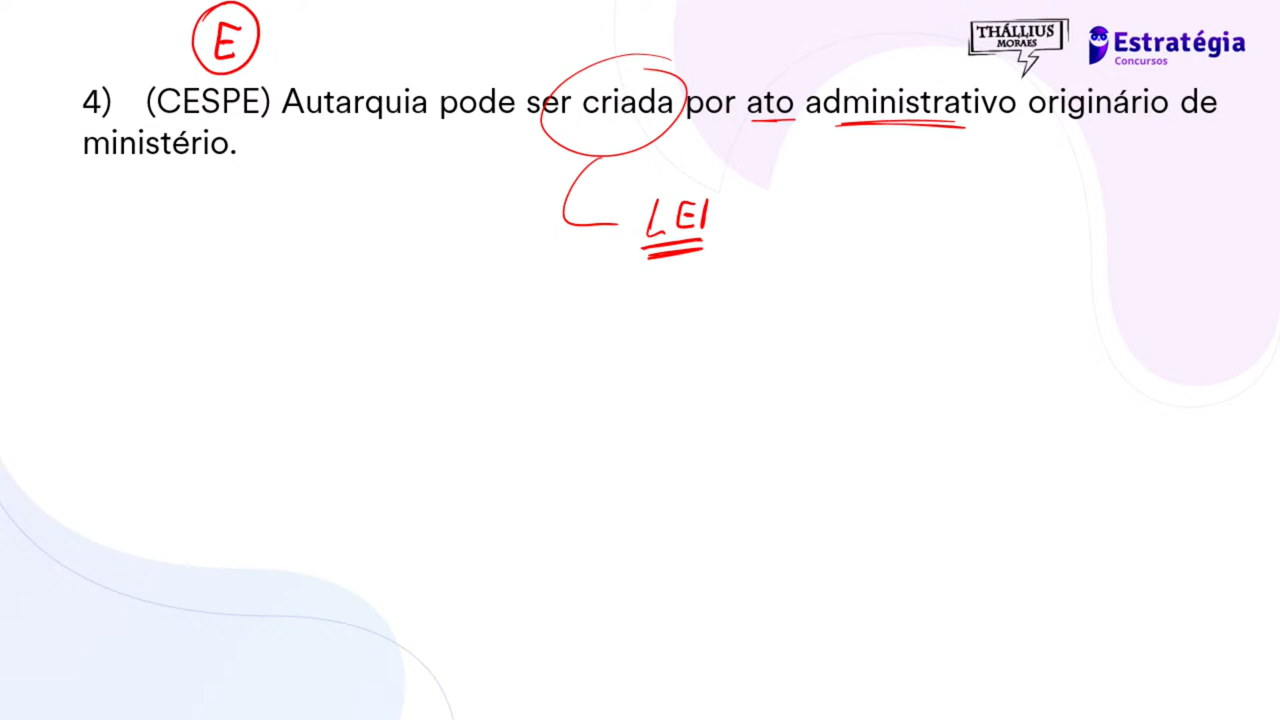 E
THÁLLIUS
MORAES
Estratégia
Concursos
4) (CESPE) Autarquia pode ser criada por ato administrativo originário de
ministério.
LEI